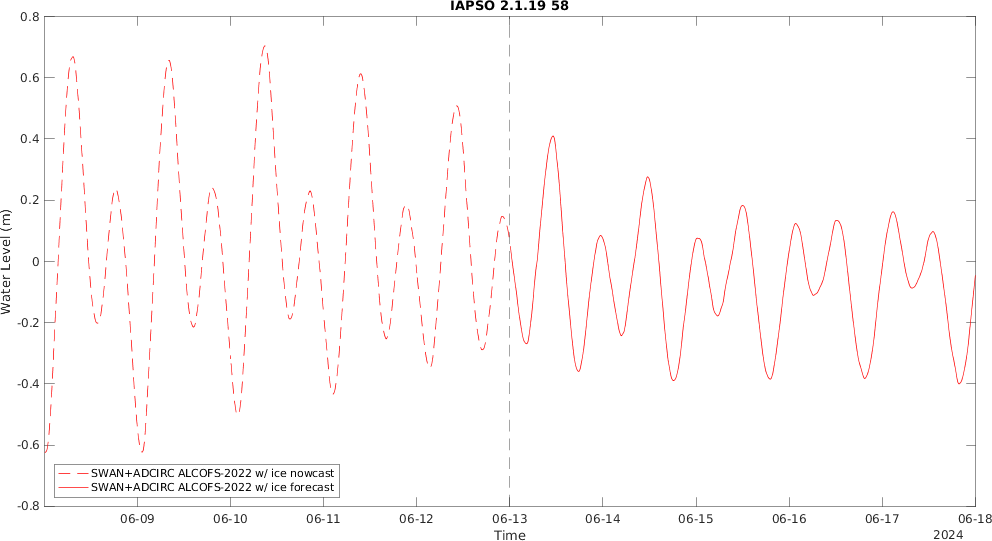 IAPSO 2.1.19 58
0.8
0.6
0.4
0.2
0
-0.2
-0.4
-0.6
-0.8
Water Level (m)
SWAN+ADCIRC ALCOFS-2022 w/ ice nowcast
SWAN+ADCIRC ALCOFS-2022 w/ ice forecast
06-09 06-10 06-11 06-12 06-13 06-14 06-15 06-16 06-17 06-18
Time
2024